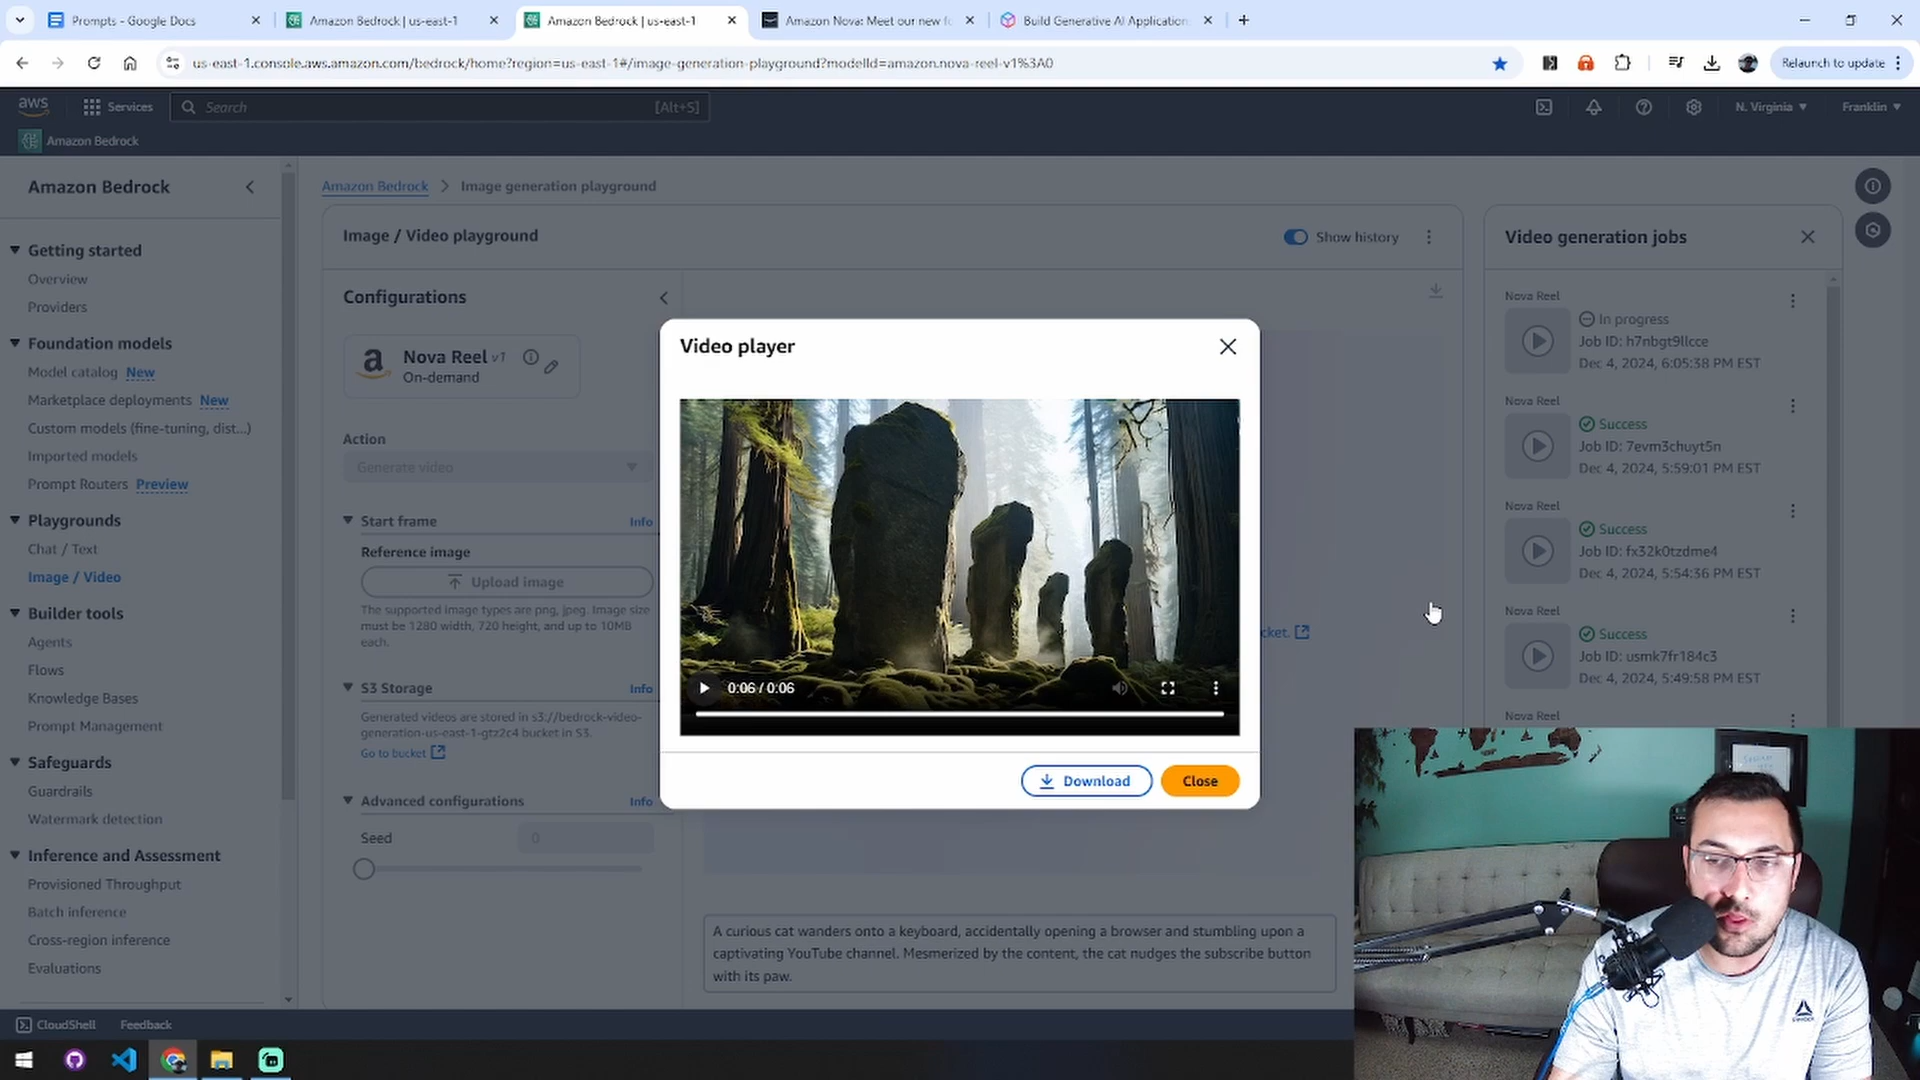 Prompts - Google Docs
Amazon Bedrock | us-east-1
Amazon Bedrock | us-east-1
Amazon Nova: Meet our new fo
Build Generative AI Application
us-east-1.console.aws.amazon.com/bedrock/home?region=us-east-1#/image-generation-playground?modelId=amazon.nova-reel-v1%3A0
Relaunch to update
aws
Services
Search
[Alt+S]
N. Virginia
Franklin
Amazon Bedrock
Amazon Bedrock
Getting started
Overview
Providers
Foundation models
Model catalog New
Marketplace deployments New
Custom models (fine-tuning, dist...)
Imported models
Prompt Routers Preview
Playgrounds
Chat / Text
Image / Video
Builder tools
Agents
Flows
Knowledge Bases
Prompt Management
Safeguards
Guardrails
Watermark detection
Inference and Assessment
Provisioned Throughput
Batch inference
Cross-region inference
Evaluations
Amazon Bedrock > Image generation playground
Image / Video playground
Show history
Configurations
Nova Reel v1
On-demand
Action
Generate video
Start frame Info
Reference image
Upload image
The supported image types are png, jpeg. Image size
must be 1280 width, 720 height, and up to 10MB
each.
S3 Storage Info
Generated videos are stored in s3://bedrock-video-
generation-us-east-1-gtz2c4 bucket in S3.
Go to bucket
Advanced configurations Info
Seed
0
Video player
0:06 / 0:06
Download
Close
cket.
A curious cat wanders onto a keyboard, accidentally opening a browser and stumbling upon a
captivating YouTube channel. Mesmerized by the content, the cat nudges the subscribe button
with its paw.
Video generation jobs
Nova Reel
In progress
Job ID: h7nbgt9llcce
Dec 4, 2024, 6:05:38 PM EST
Nova Reel
Success
Job ID: 7evm3chuyt5n
Dec 4, 2024, 5:59:01 PM EST
Nova Reel
Success
Job ID: fx32k0tzdme4
Dec 4, 2024, 5:54:36 PM EST
Nova Reel
Success
Job ID: usmk7fr184c3
Dec 4, 2024, 5:49:58 PM EST
Nova Reel
CloudShell
Feedback